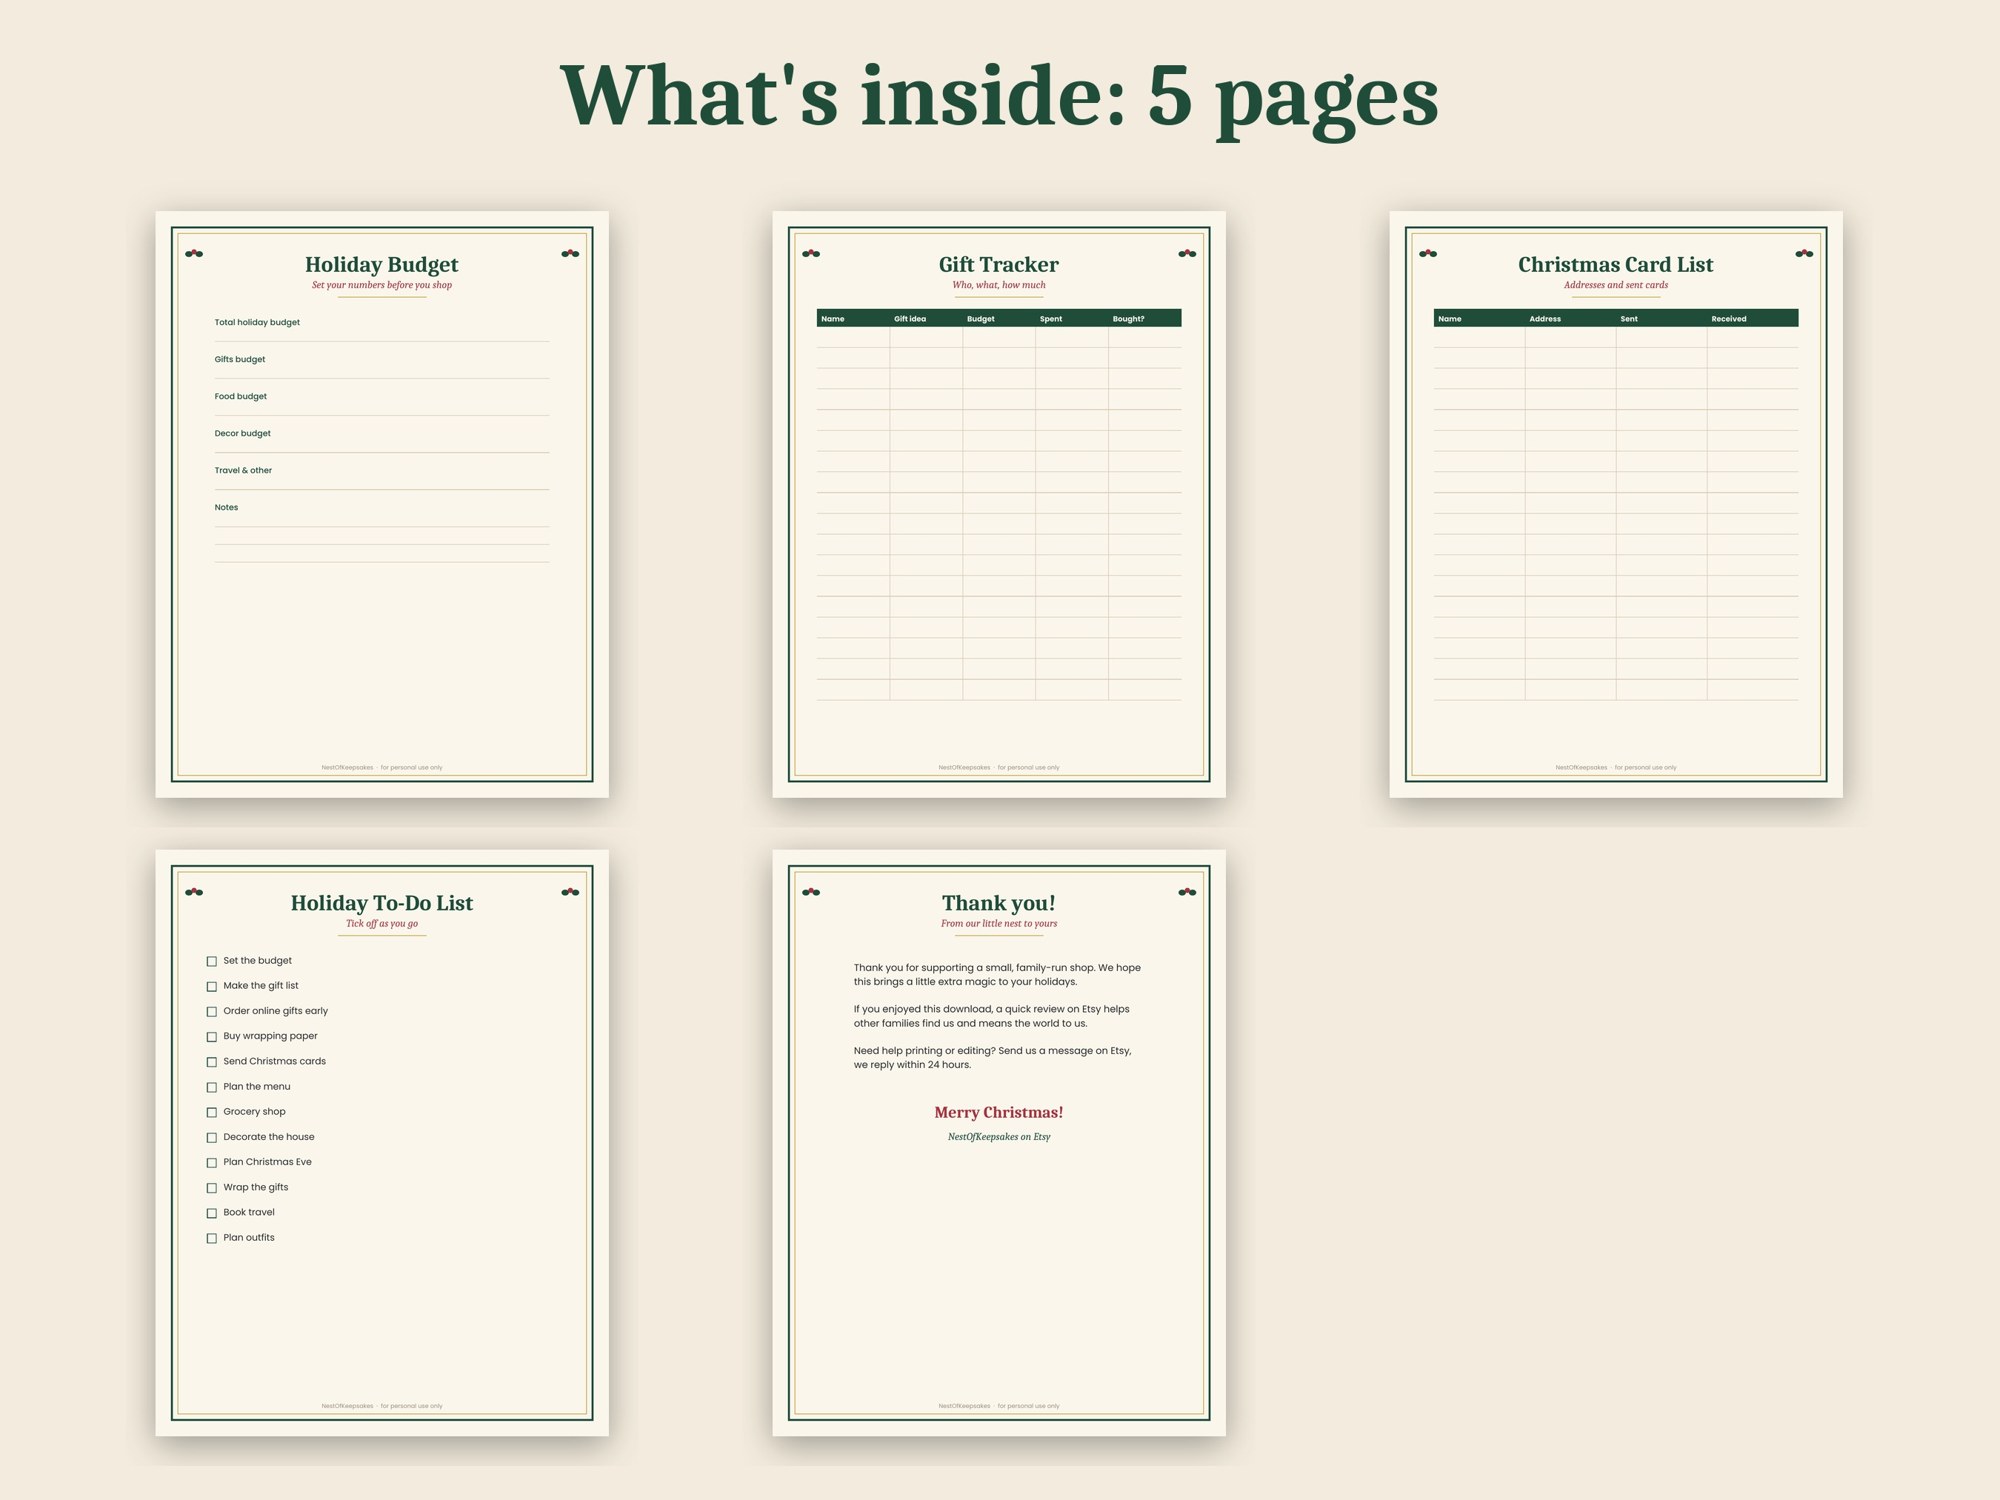 What's inside: 5 pages
Holiday Budget
Set your numbers before you shop
Total holiday budget
Gifts budget
Food budget
Decor budget
Travel & other
Notes
NestOfKeepsakes · for personal use only
Gift Tracker
Who, what, how much
Name Gift idea Budget Spent Bought?
NestOfKeepsakes · for personal use only
Christmas Card List
Addresses and sent cards
Name Address Sent Received
NestOfKeepsakes · for personal use only
Holiday To-Do List
Tick off as you go
Set the budget
Make the gift list
Order online gifts early
Buy wrapping paper
Send Christmas cards
Plan the menu
Grocery shop
Decorate the house
Plan Christmas Eve
Wrap the gifts
Book travel
Plan outfits
NestOfKeepsakes · for personal use only
Thank you!
From our little nest to yours
Thank you for supporting a small, family-run shop. We hope
this brings a little extra magic to your holidays.
If you enjoyed this download, a quick review on Etsy helps
other families find us and means the world to us.
Need help printing or editing? Send us a message on Etsy,
we reply within 24 hours.
Merry Christmas!
NestOfKeepsakes on Etsy
NestOfKeepsakes · for personal use only